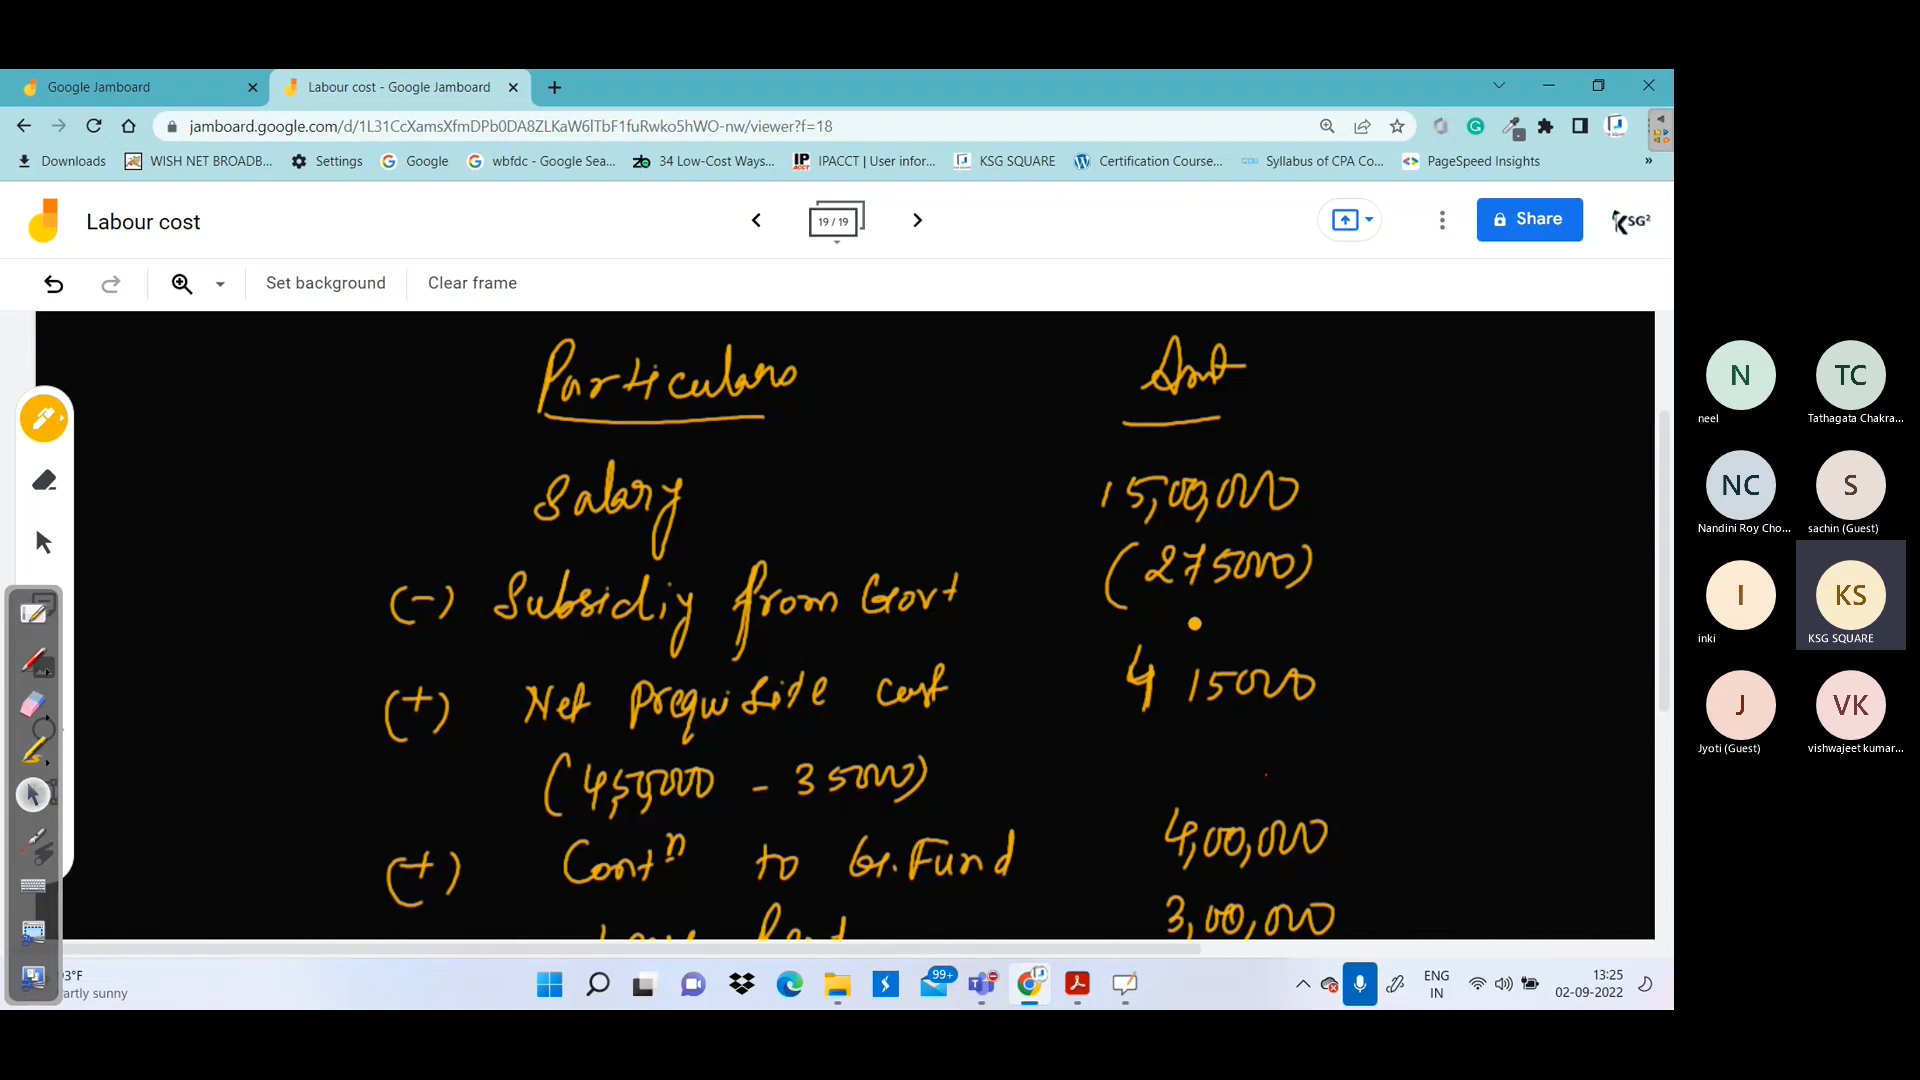 Google Jamboard
Labour cost - Google Jamboard
jamboard.google.com/d/1L31CcXamsXfmDPb0DA8ZLKaW6lTbF1fuRwko5hWO-nw/viewer?f=18
Downloads
WISH NET BROADB...
Settings
Google
wbfdc - Google Sea...
34 Low-Cost Ways...
IPACCT | User infor...
KSG SQUARE
Certification Course...
Syllabus of CPA Co...
PageSpeed Insights
»
Labour cost
19 / 19
Share
KSG²
Set background
Clear frame
Particulars Amt
Salary 15,00,000
(-) Subsidiy from Govt (275000)
(+) Net Prequisite cost 4 15000
(4,50,000 - 35000)
(+) Contⁿ to Gr. Fund 4,00,000
3,00,000
N
neel
TC
Tathagata Chakra...
NC
Nandini Roy Cho...
S
sachin (Guest)
I
inki
KS
KSG SQUARE
J
Jyoti (Guest)
VK
vishwajeet kumar...
03°F
artly sunny
99+
ENG
IN
13:25
02-09-2022